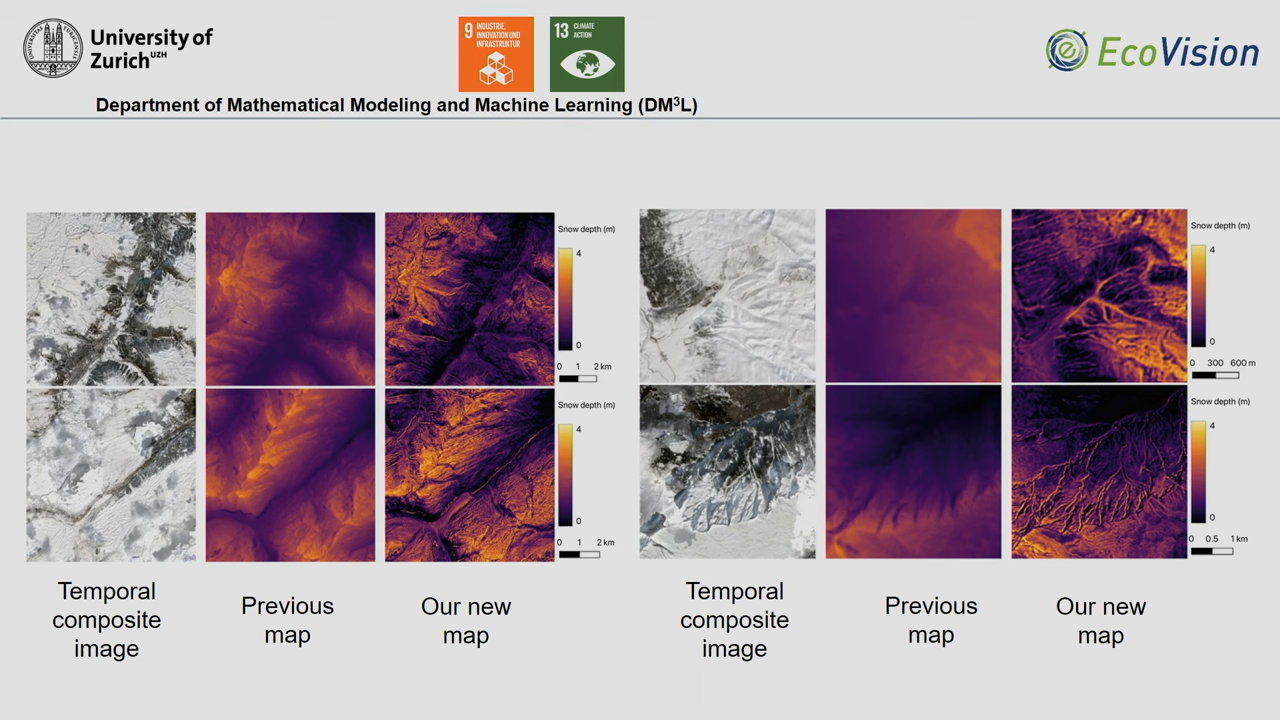 University of
Zurich UZH
9 INDUSTRIE,
INNOVATION UND
INFRASTRUKTUR
13 CLIMATE
ACTION
EcoVision
Department of Mathematical Modeling and Machine Learning (DM³L)
Snow depth (m)
4
0
0 1 2 km
Snow depth (m)
4
0
0 1 2 km
Snow depth (m)
4
0
0 300 600 m
Snow depth (m)
4
0
0 0.5 1 km
Temporal
composite
image
Previous
map
Our new
map
Temporal
composite
image
Previous
map
Our new
map